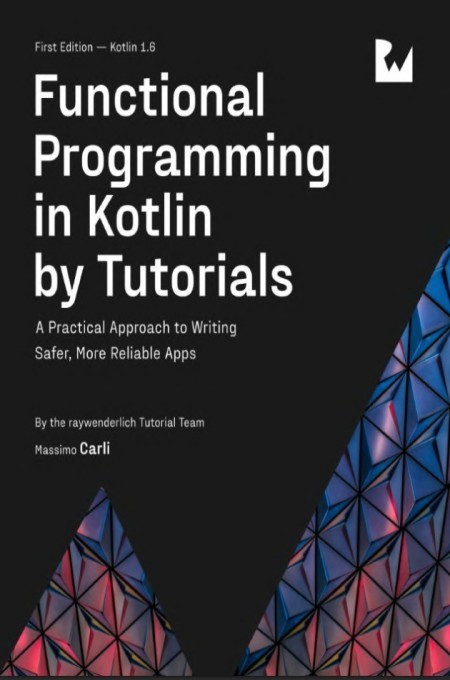 First Edition — Kotlin 1.6
Functional
Programming
in Kotlin
by Tutorials
A Practical Approach to Writing
Safer, More Reliable Apps
By the raywenderlich Tutorial Team
Massimo Carli